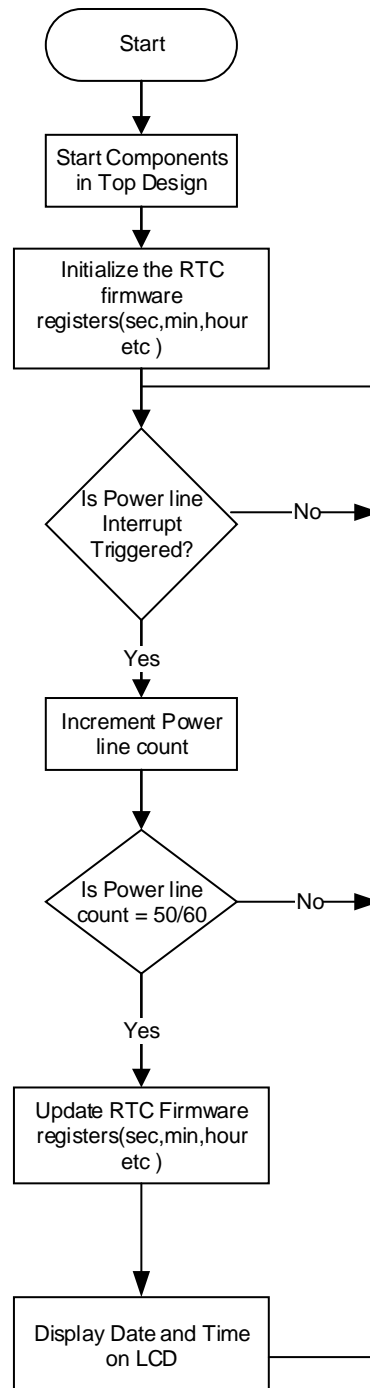 Start
Start Components
in Top Design
Initialize the RTC
firmware
registers(sec,min,hour
etc )
Is Power line
Interrupt
Triggered?
No
Yes
Increment Power
line count
Is Power line
count = 50/60
No
Yes
Update RTC Firmware
registers(sec,min,hour
etc )
Display Date and Time
on LCD